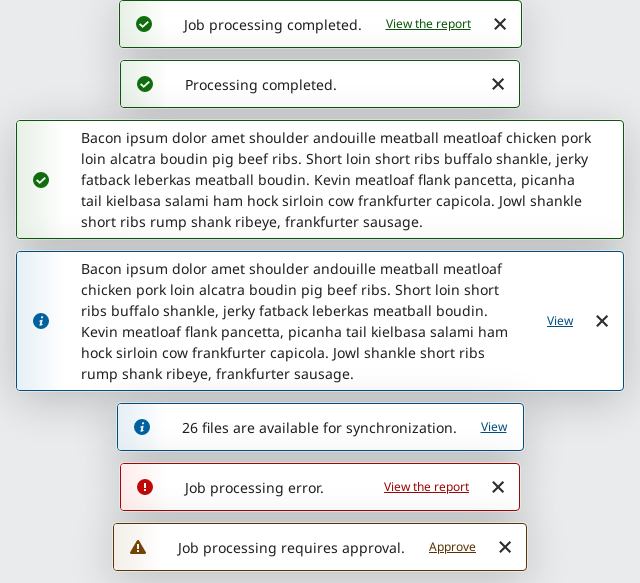 Job processing completed. View the report
Processing completed.
Bacon ipsum dolor amet shoulder andouille meatball meatloaf chicken pork
loin alcatra boudin pig beef ribs. Short loin short ribs buffalo shankle, jerky
fatback leberkas meatball boudin. Kevin meatloaf flank pancetta, picanha
tail kielbasa salami ham hock sirloin cow frankfurter capicola. Jowl shankle
short ribs rump shank ribeye, frankfurter sausage.
Bacon ipsum dolor amet shoulder andouille meatball meatloaf
chicken pork loin alcatra boudin pig beef ribs. Short loin short
ribs buffalo shankle, jerky fatback leberkas meatball boudin.
Kevin meatloaf flank pancetta, picanha tail kielbasa salami ham
hock sirloin cow frankfurter capicola. Jowl shankle short ribs
rump shank ribeye, frankfurter sausage.
View
26 files are available for synchronization. View
Job processing error. View the report
Job processing requires approval. Approve